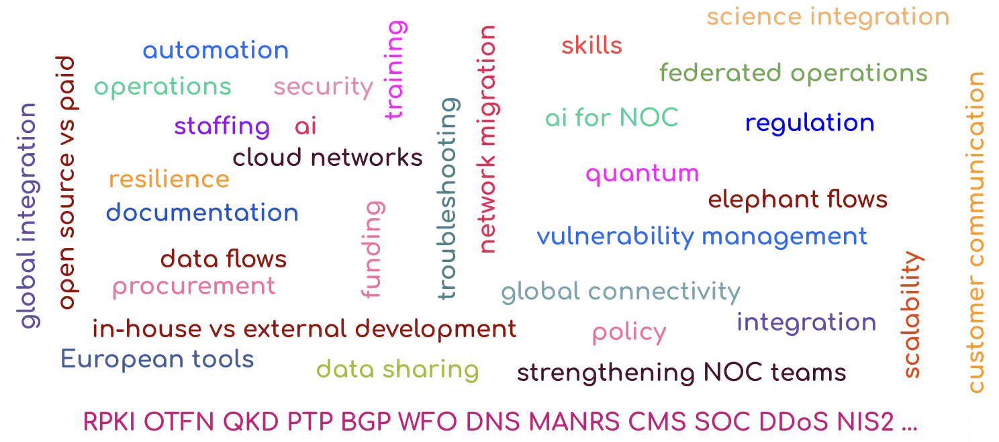 science integration
automation
training
skills
network migration
open source vs paid
federated operations
operations
security
customer communication
global integration
troubleshooting
ai for NOC
regulation
staffing
ai
cloud networks
quantum
resilience
elephant flows
documentation
funding
vulnerability management
data flows
scalability
procurement
global connectivity
in-house vs external development
policy
integration
European tools
data sharing
strengthening NOC teams
RPKI OTFN QKD PTP BGP WFO DNS MANRS CMS SOC DDoS NIS2 ...